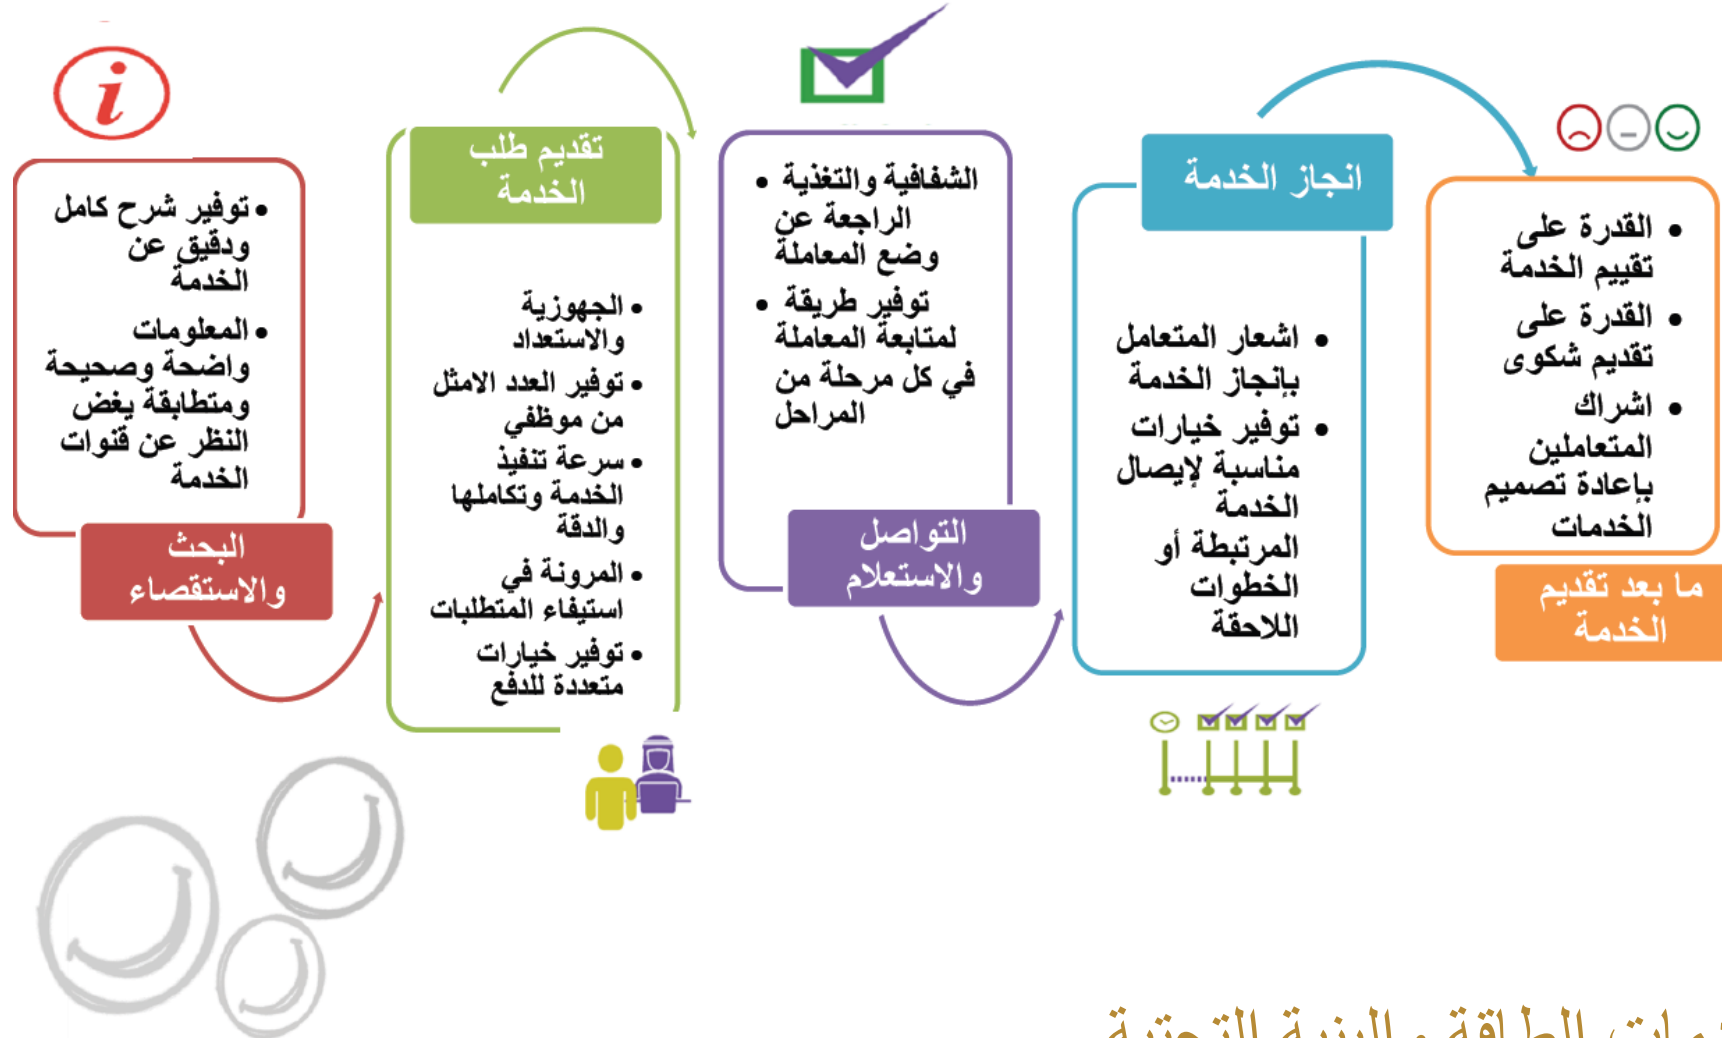 توفير شرح كامل
ودقيق عن
الخدمة
المعلومات
واضحة وصحيحة
ومتطابقة يغض
النظر عن قنوات
الخدمة
البحث
والاستقصاء
تقديم طلب
الخدمة
الجهوزية
والاستعداد
توفير العدد الامثل
من موظفي
سرعة تنفيذ
الخدمة وتكاملها
والدقة
المرونة في
استيفاء المتطلبات
توفير خيارات
متعددة للدفع
الشفافية والتغذية
الراجعة عن
وضع المعاملة
توفير طريقة
لمتابعة المعاملة
في كل مرحلة من
المراحل
التواصل
والاستعلام
انجاز الخدمة
اشعار المتعامل
بإنجاز الخدمة
توفير خيارات
مناسبة لإيصال
الخدمة
المرتبطة أو
الخطوات
اللاحقة
القدرة على
تقييم الخدمة
القدرة على
تقديم شكوى
اشراك
المتعاملين
بإعادة تصميم
الخدمات
ما بعد تقديم
الخدمة
الطاقة والبنية التحتية